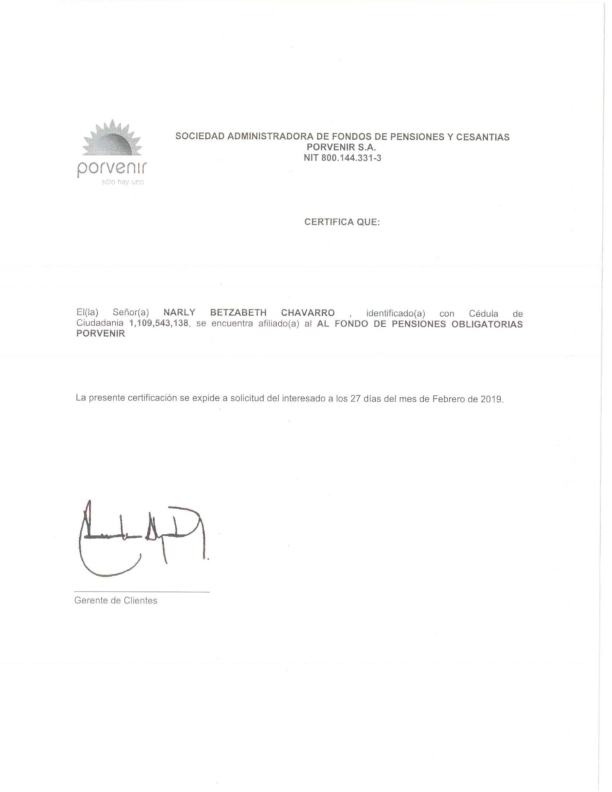 porvenir
sólo hay uno
SOCIEDAD ADMINISTRADORA DE FONDOS DE PENSIONES Y CESANTIAS
PORVENIR S.A.
NIT 800.144.331-3
CERTIFICA QUE:
El(la) Señor(a) NARLY BETZABETH CHAVARRO , identificado(a) con Cédula de
Ciudadania 1,109,543,138, se encuentra afiliado(a) al AL FONDO DE PENSIONES OBLIGATORIAS
PORVENIR
La presente certificación se expide a solicitud del interesado a los 27 días del mes de Febrero de 2019.
Gerente de Clientes